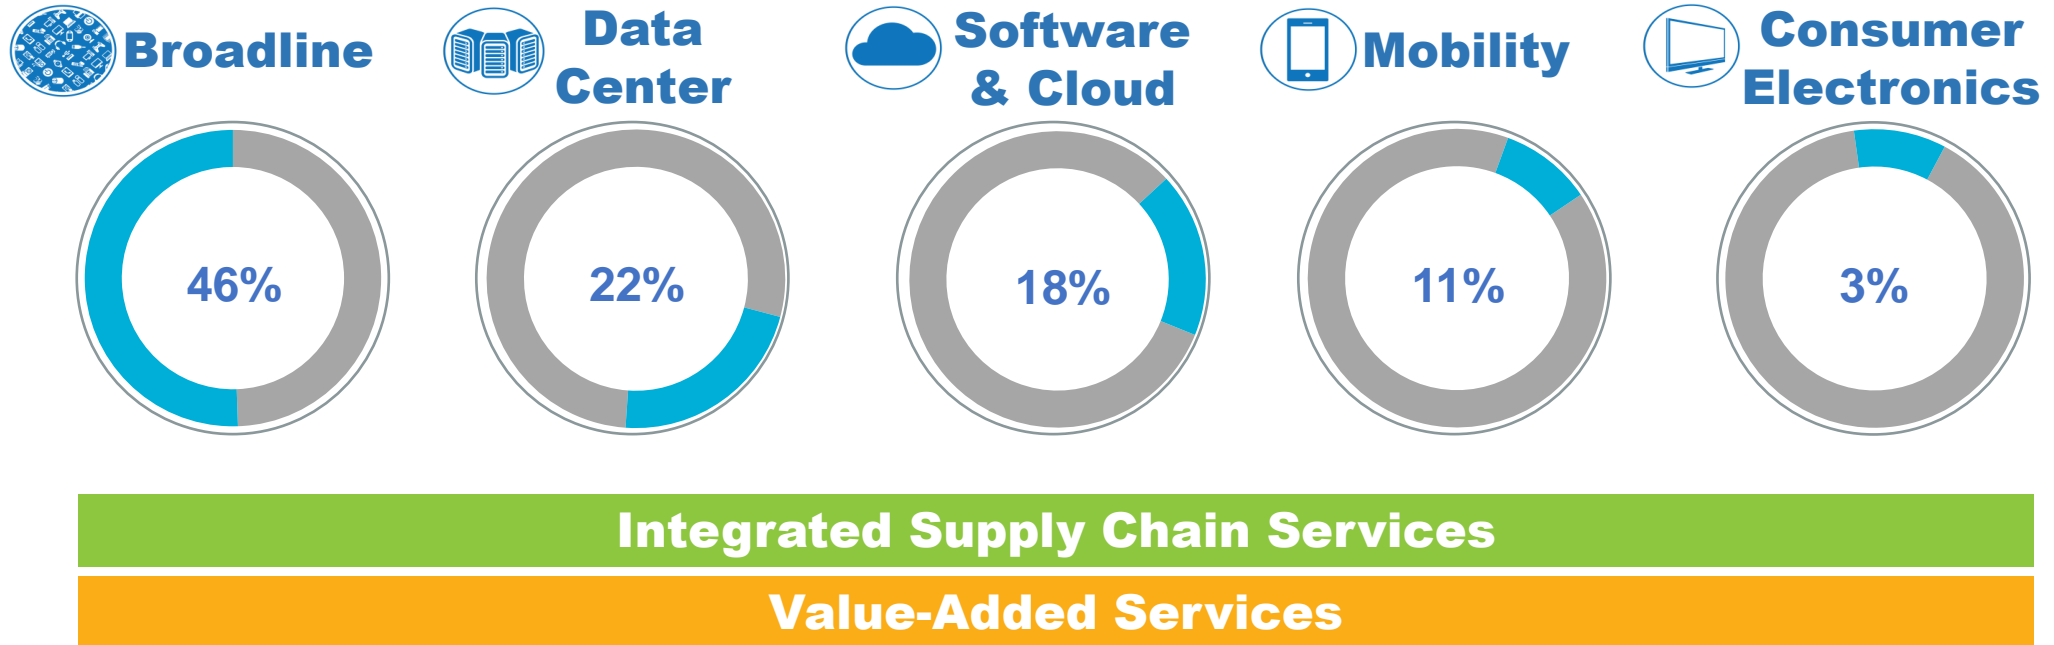 Broadline
Data
Center
Software
& Cloud
Mobility
Consumer
Electronics
46%
22%
18%
11%
3%
Integrated Supply Chain Services
Value-Added Services